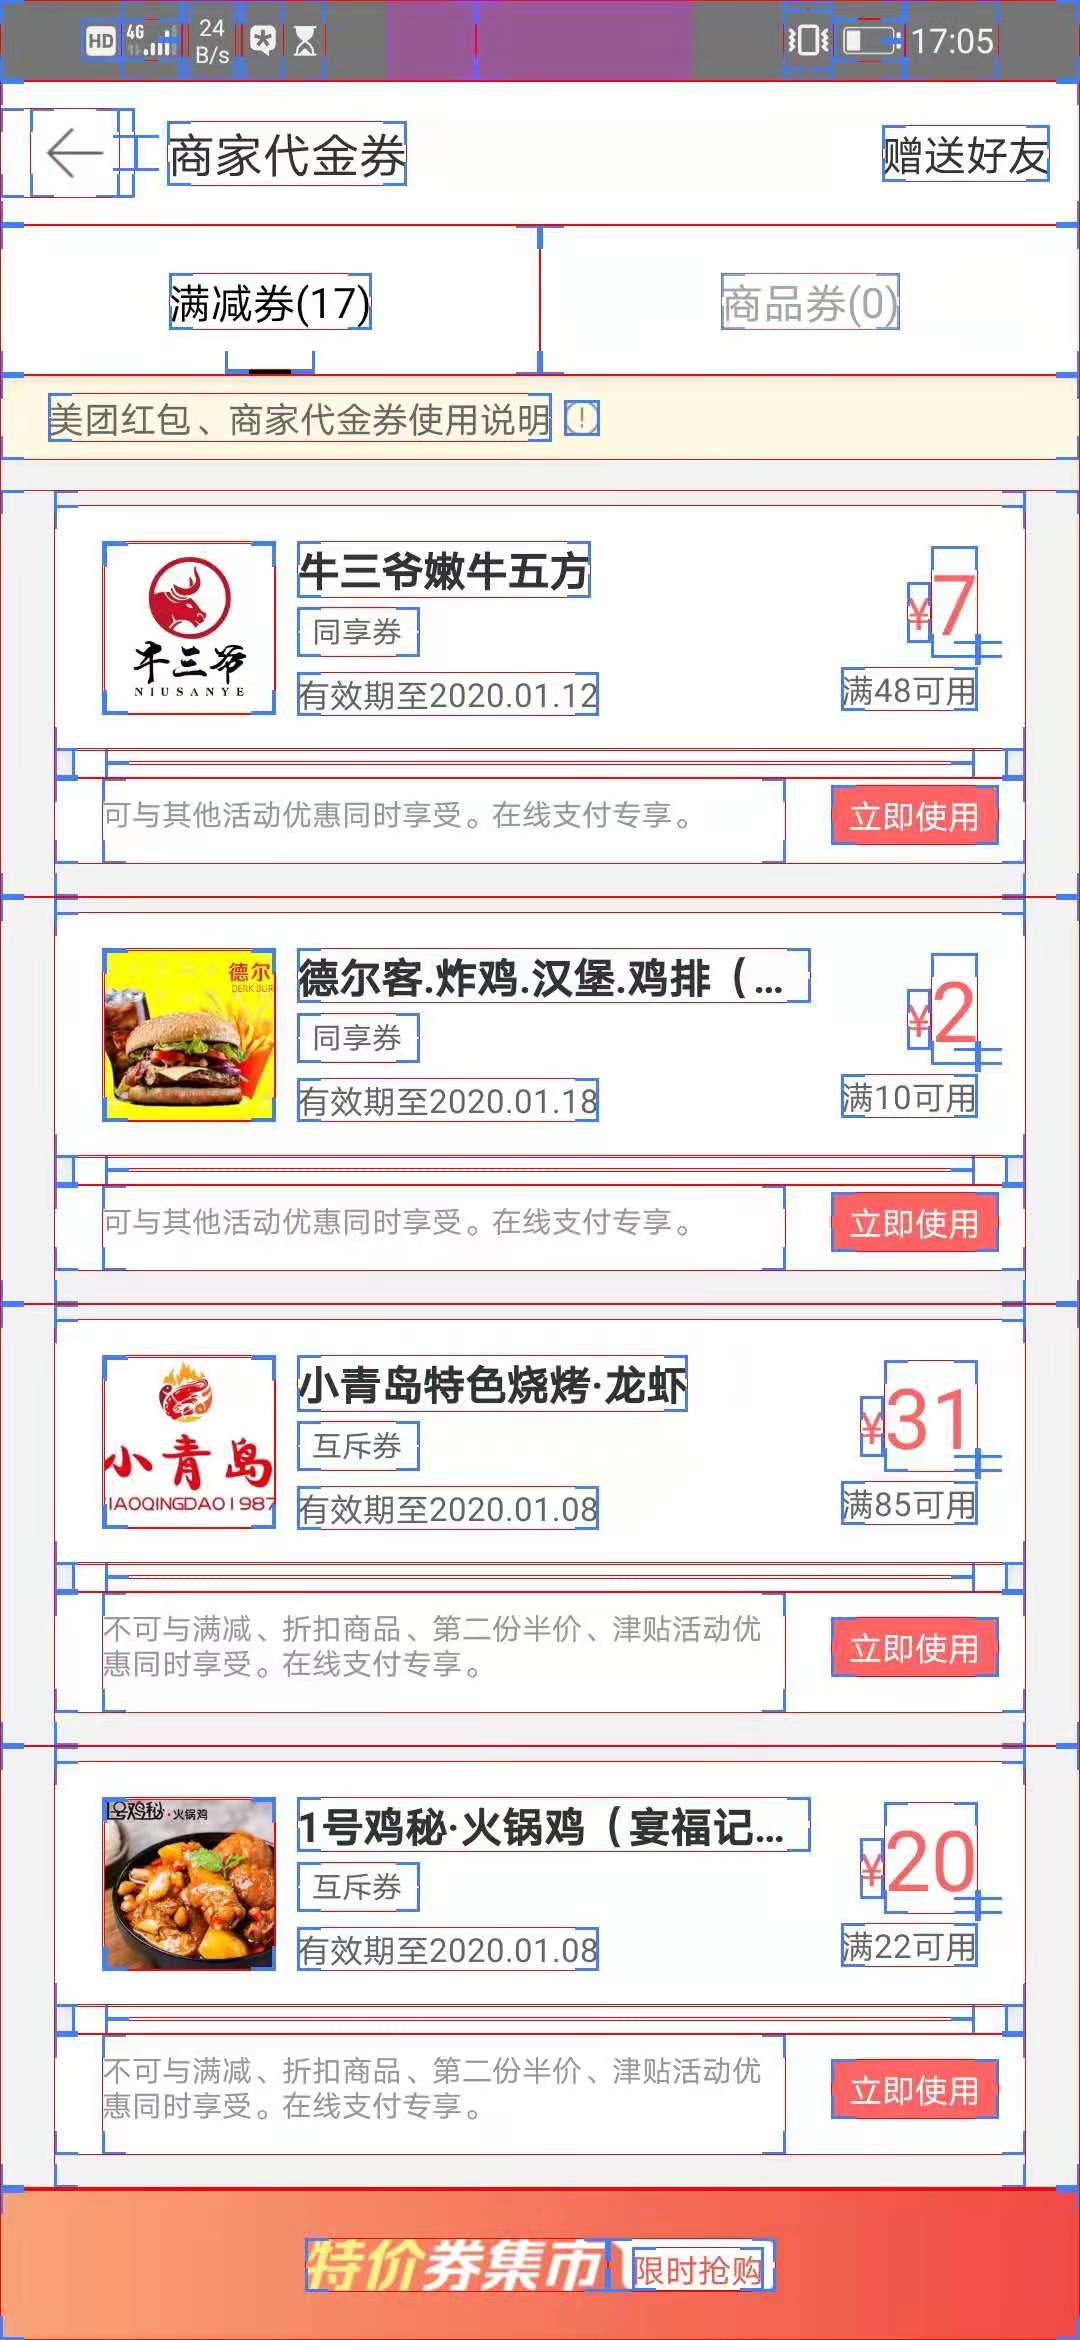 HD 4G 24 B/s 17:05
商家代金券 赠送好友
满减券(17) 商品券(0)
美团红包、商家代金券使用说明 !
牛三爷嫩牛五方
同享券
有效期至2020.01.12
¥7
满48可用
牛三爷
NIUSANYE
可与其他活动优惠同时享受。在线支付专享。
立即使用
德尔客.炸鸡.汉堡.鸡排（...
同享券
有效期至2020.01.18
¥2
满10可用
德尔
DERK BUR
可与其他活动优惠同时享受。在线支付专享。
立即使用
小青岛特色烧烤·龙虾
互斥券
有效期至2020.01.08
¥31
满85可用
小青岛
IAOQINGDAO1987
不可与满减、折扣商品、第二份半价、津贴活动优
惠同时享受。在线支付专享。
立即使用
1号鸡秘·火锅鸡（宴福记...
互斥券
有效期至2020.01.08
¥20
满22可用
1号鸡秘·火锅鸡
不可与满减、折扣商品、第二份半价、津贴活动优
惠同时享受。在线支付专享。
立即使用
特价券集市 限时抢购